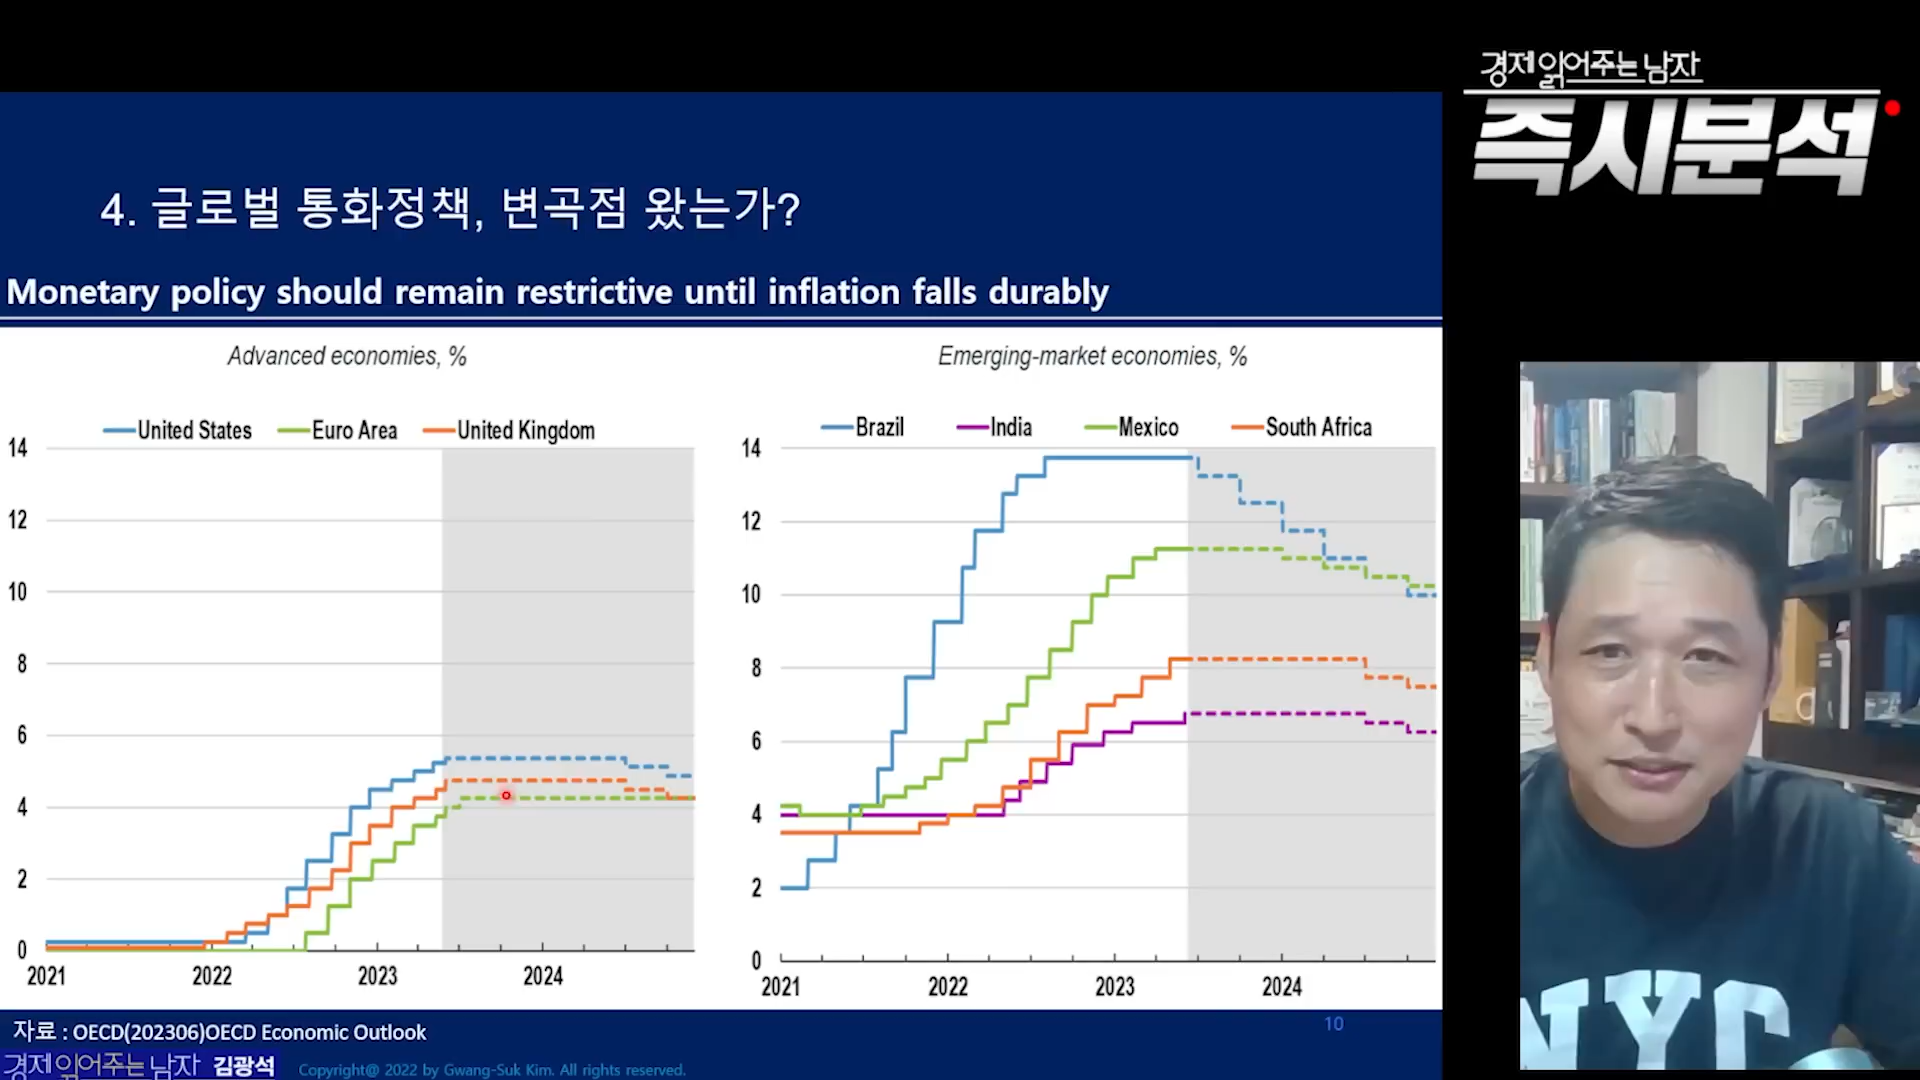 경제읽어주는남자
즉시분석
4. 글로벌 통화정책, 변곡점 왔는가?
Monetary policy should remain restrictive until inflation falls durably
Advanced economies, %
United States Euro Area United Kingdom
14
12
10
8
6
4
2
0
2021 2022 2023 2024
Emerging-market economies, %
Brazil India Mexico South Africa
14
12
10
8
6
4
2
0
2021 2022 2023 2024
자료 : OECD(202306)OECD Economic Outlook
10
경제읽어주는남자 김광석 Copyright@ 2022 by Gwang-Suk Kim. All rights reserved.
NYC